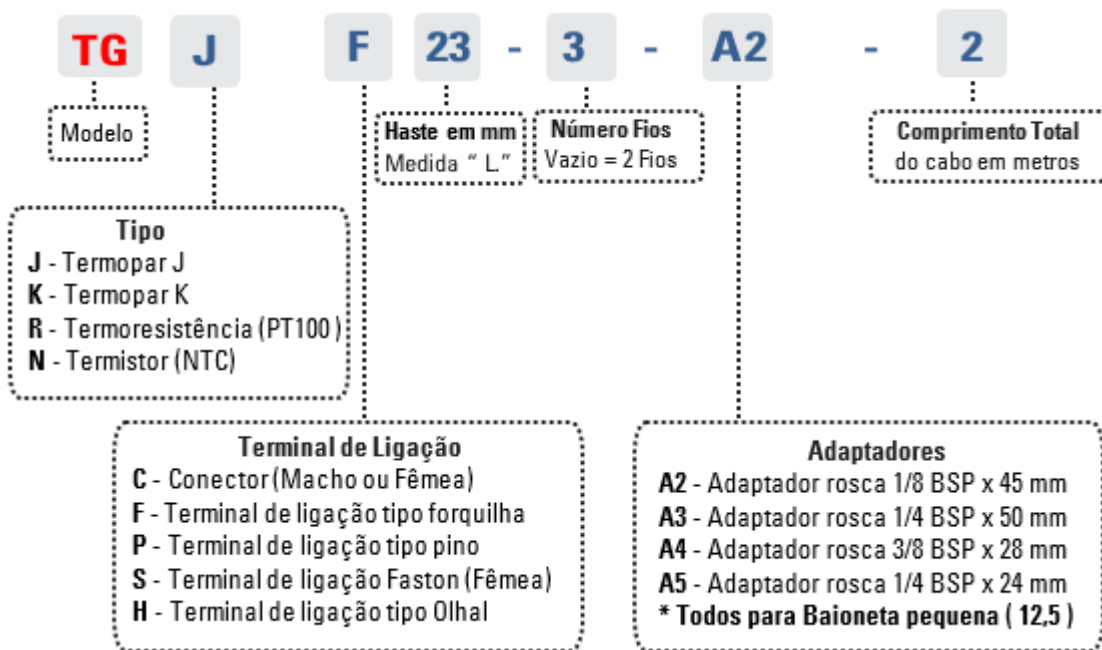 TG J F 23 - 3 - A2 - 2
Modelo
Haste em mm
Medida “ L.”
Número Fios
Vazio = 2 Fios
Comprimento Total
do cabo em metros
Tipo
J - Termopar J
K - Termopar K
R - Termoresistência (PT100 )
N - Termistor (NTC)
Terminal de Ligação
C - Conector (Macho ou Fêmea)
F - Terminal de ligação tipo forquilha
P - Terminal de ligação tipo pino
S - Terminal de ligação Faston (Fêmea)
H - Terminal de ligação tipo Olhal
Adaptadores
A2 - Adaptador rosca 1/8 BSP x 45 mm
A3 - Adaptador rosca 1/4 BSP x 50 mm
A4 - Adaptador rosca 3/8 BSP x 28 mm
A5 - Adaptador rosca 1/4 BSP x 24 mm
* Todos para Baioneta pequena ( 12,5 )